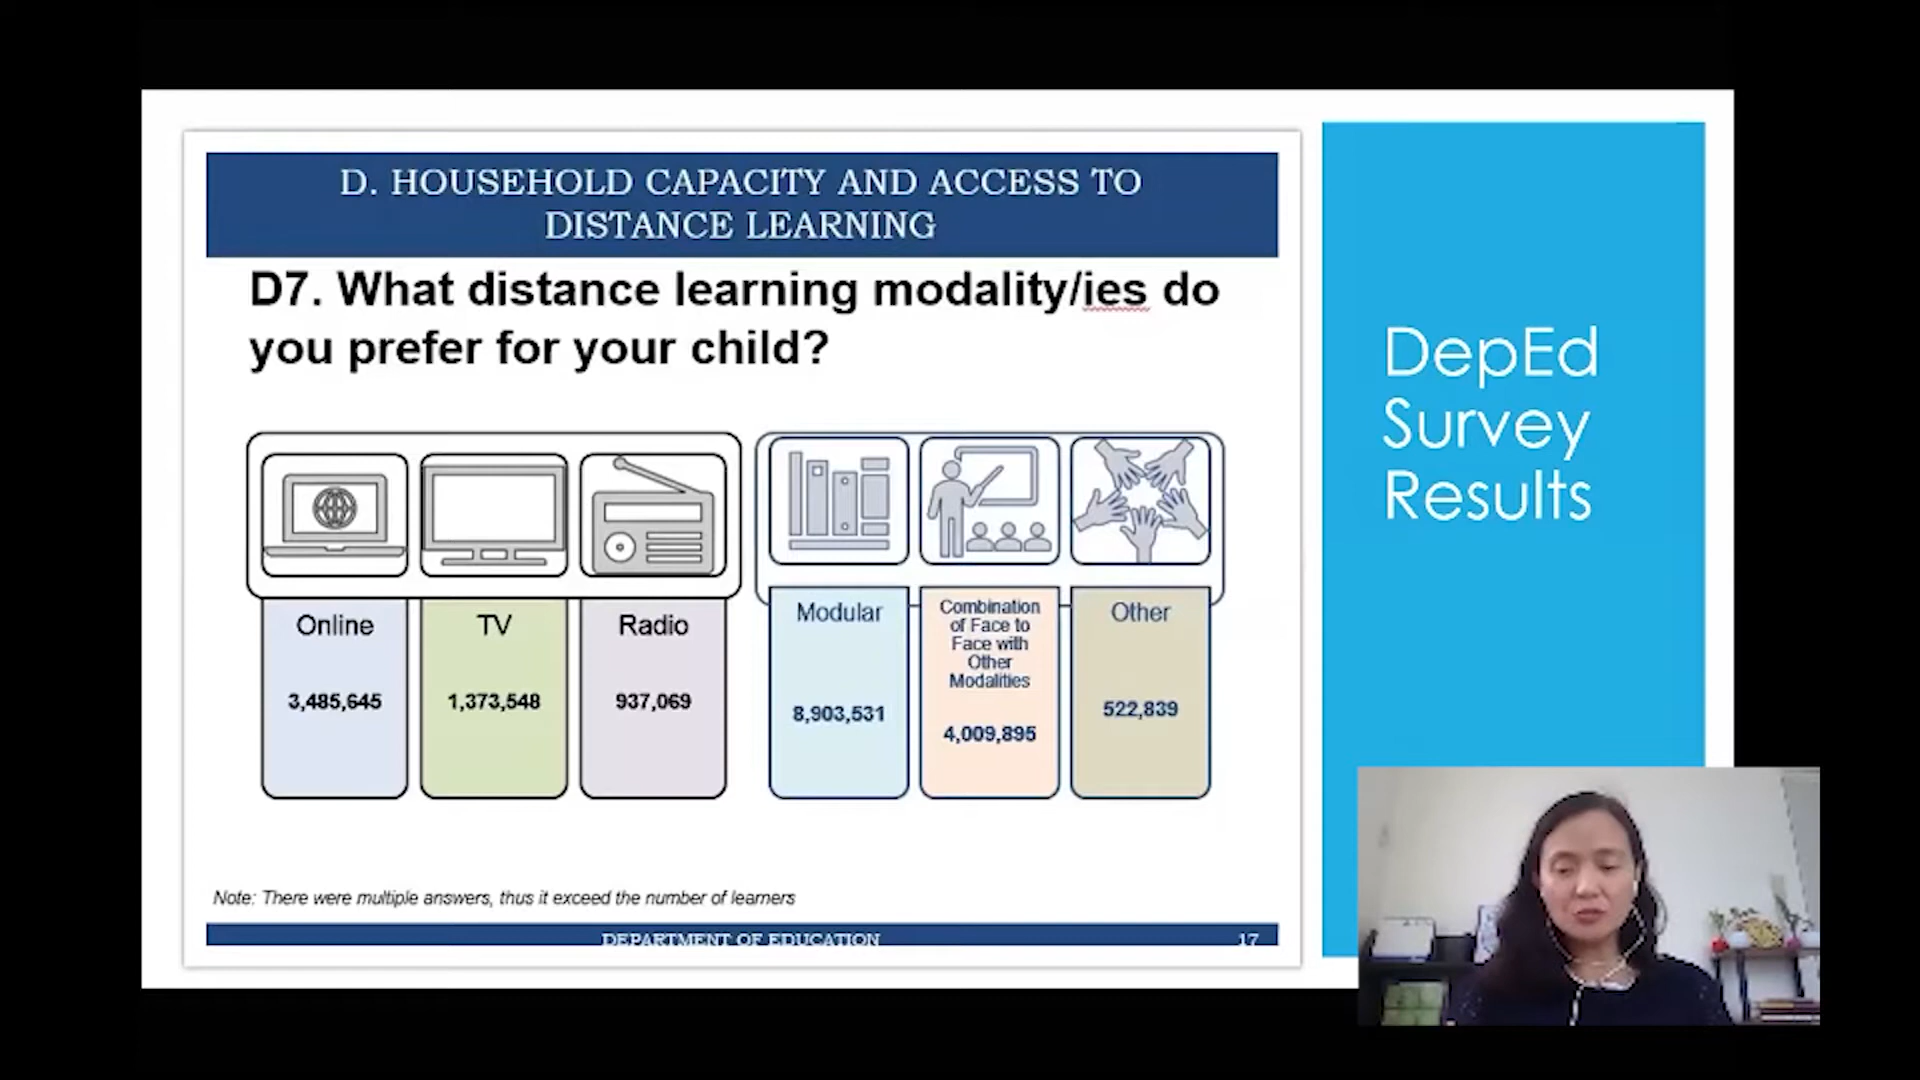 D. HOUSEHOLD CAPACITY AND ACCESS TO
DISTANCE LEARNING
D7. What distance learning modality/ies do
you prefer for your child?
Online
3,485,645
TV
1,373,548
Radio
937,069
Modular
8,903,531
Combination
of Face to
Face with
Other
Modalities
4,009,895
Other
522,839
Note: There were multiple answers, thus it exceed the number of learners
DEPARTMENT OF EDUCATION
17
DepEd
Survey
Results